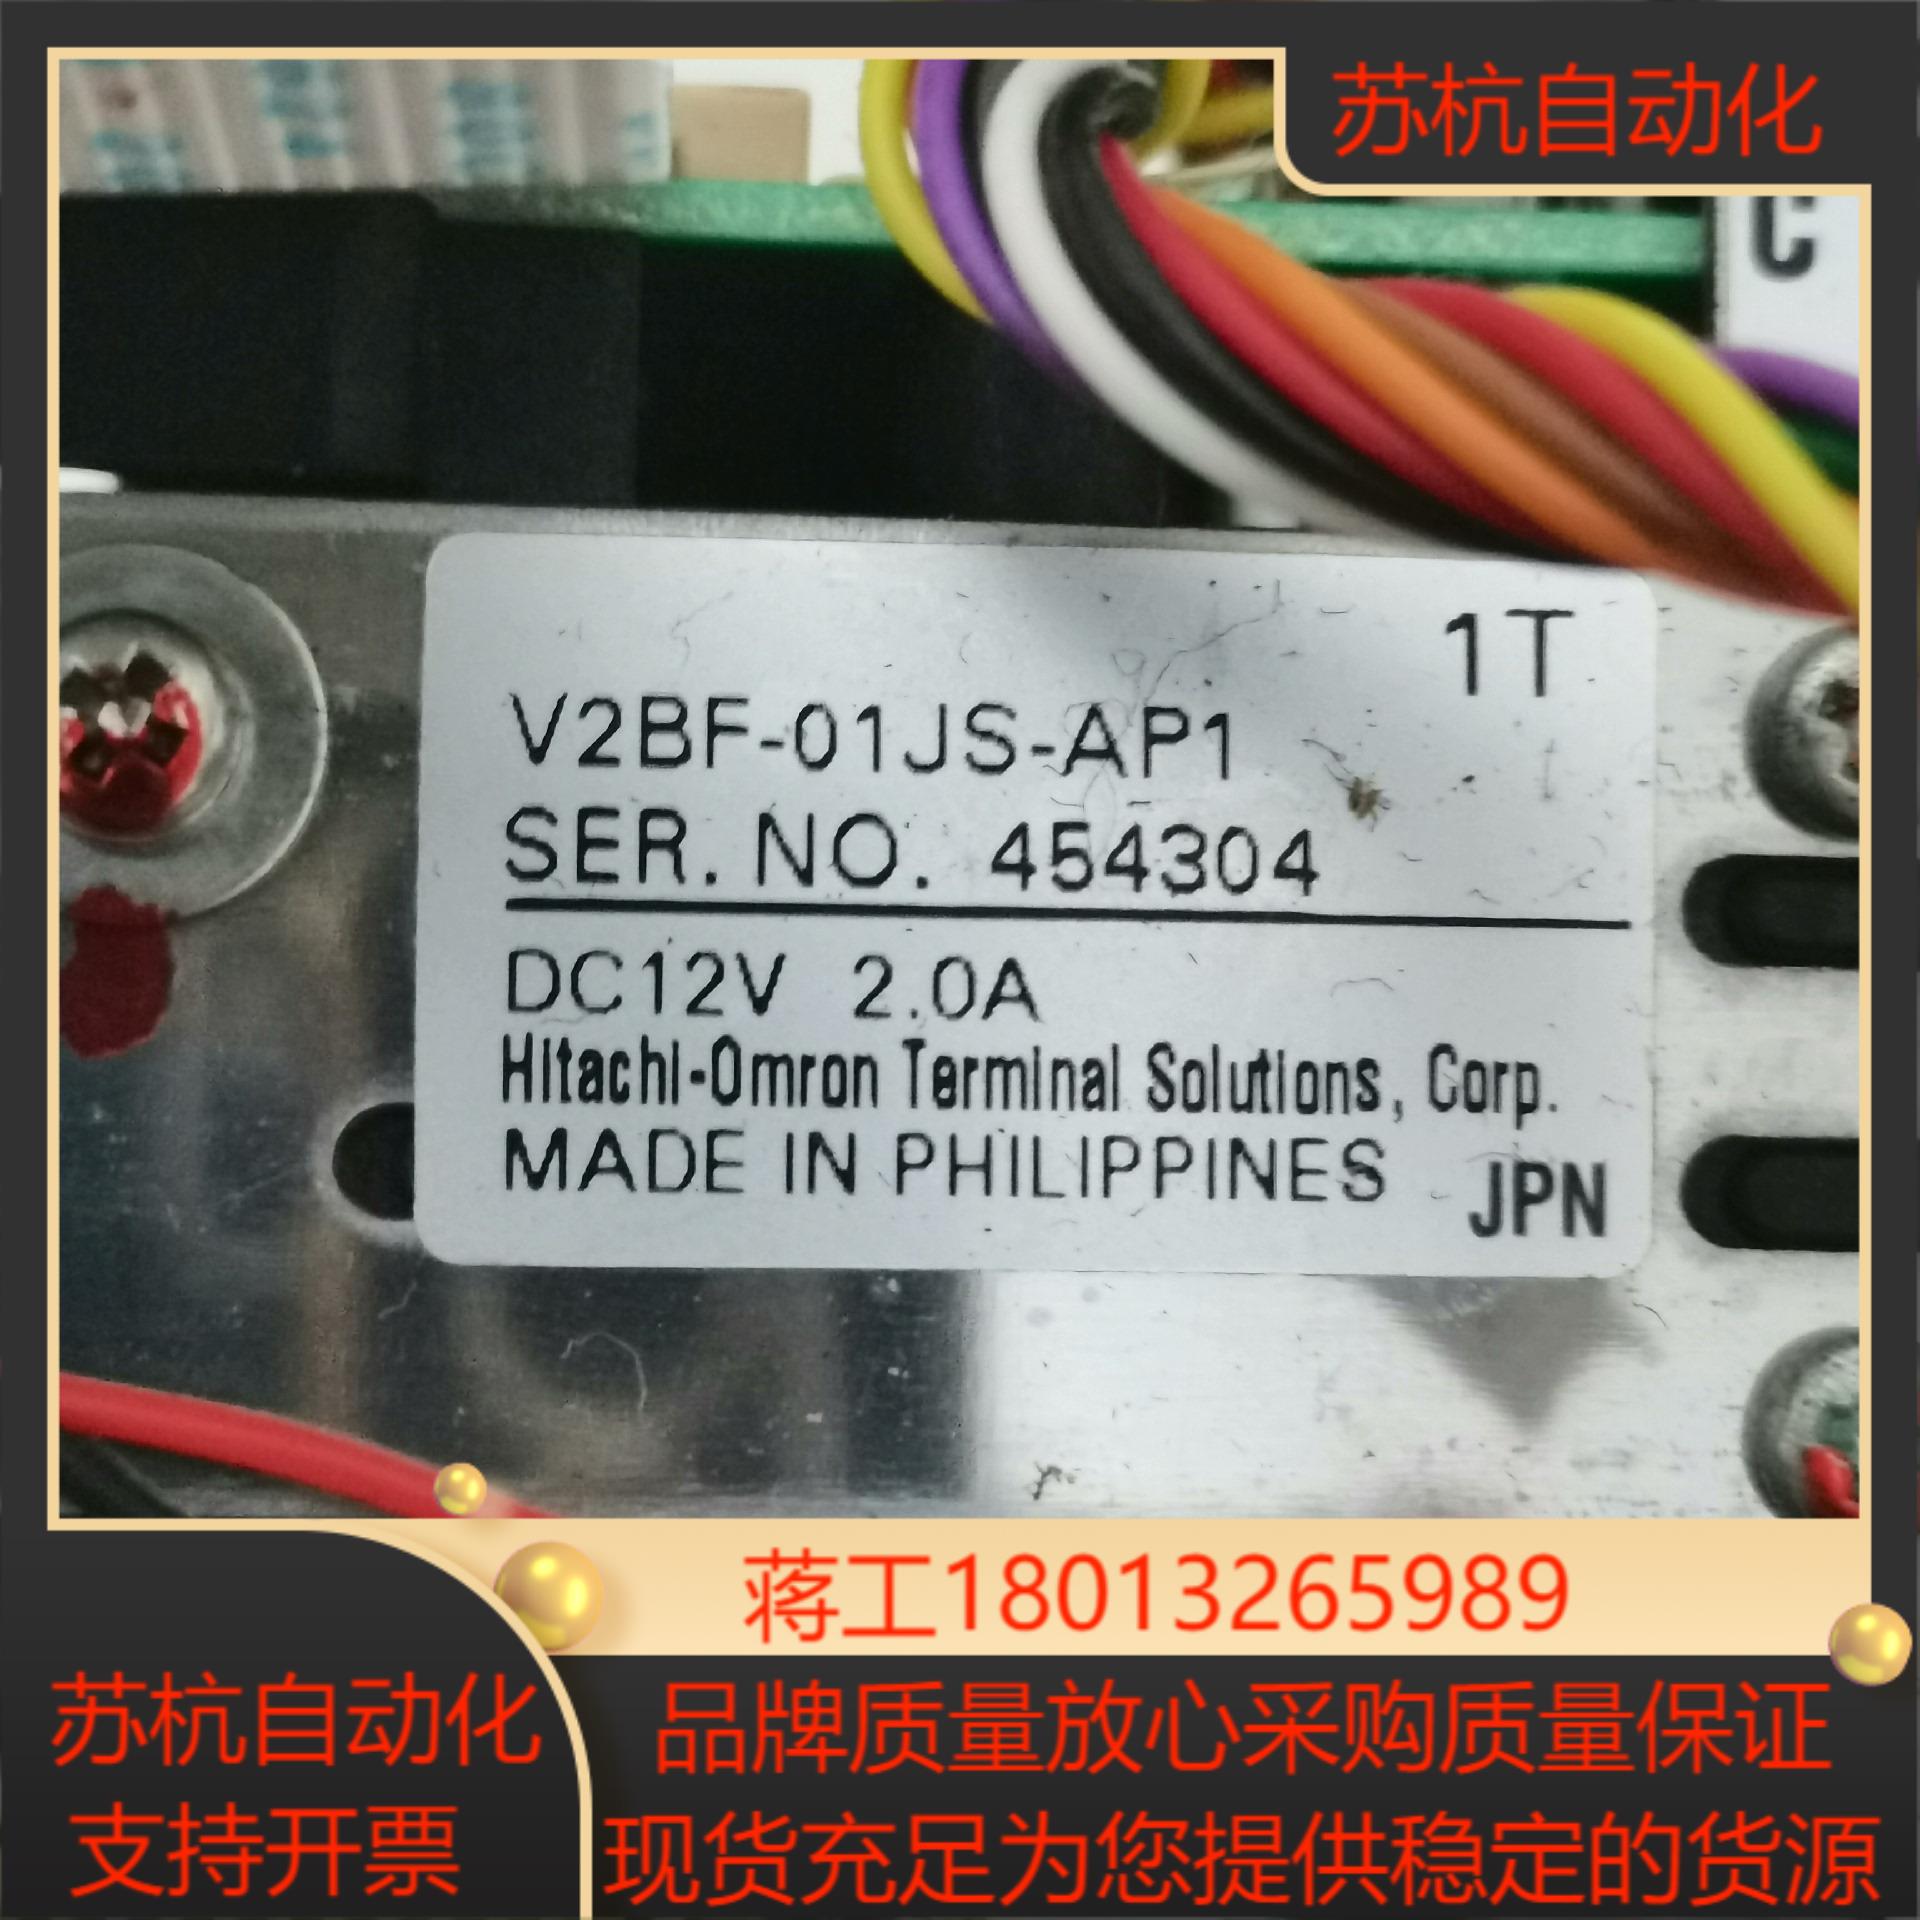 苏杭自动化
1T
V2BF-01JS-AP1
SER. NO. 454304
DC12V 2.0A
Hitachi-Omron Terminal Solutions, Corp.
MADE IN PHILIPPINES JPN
蒋工18013265989
苏杭自动化
支持开票
品牌质量放心采购质量保证
现货充足为您提供稳定的货源